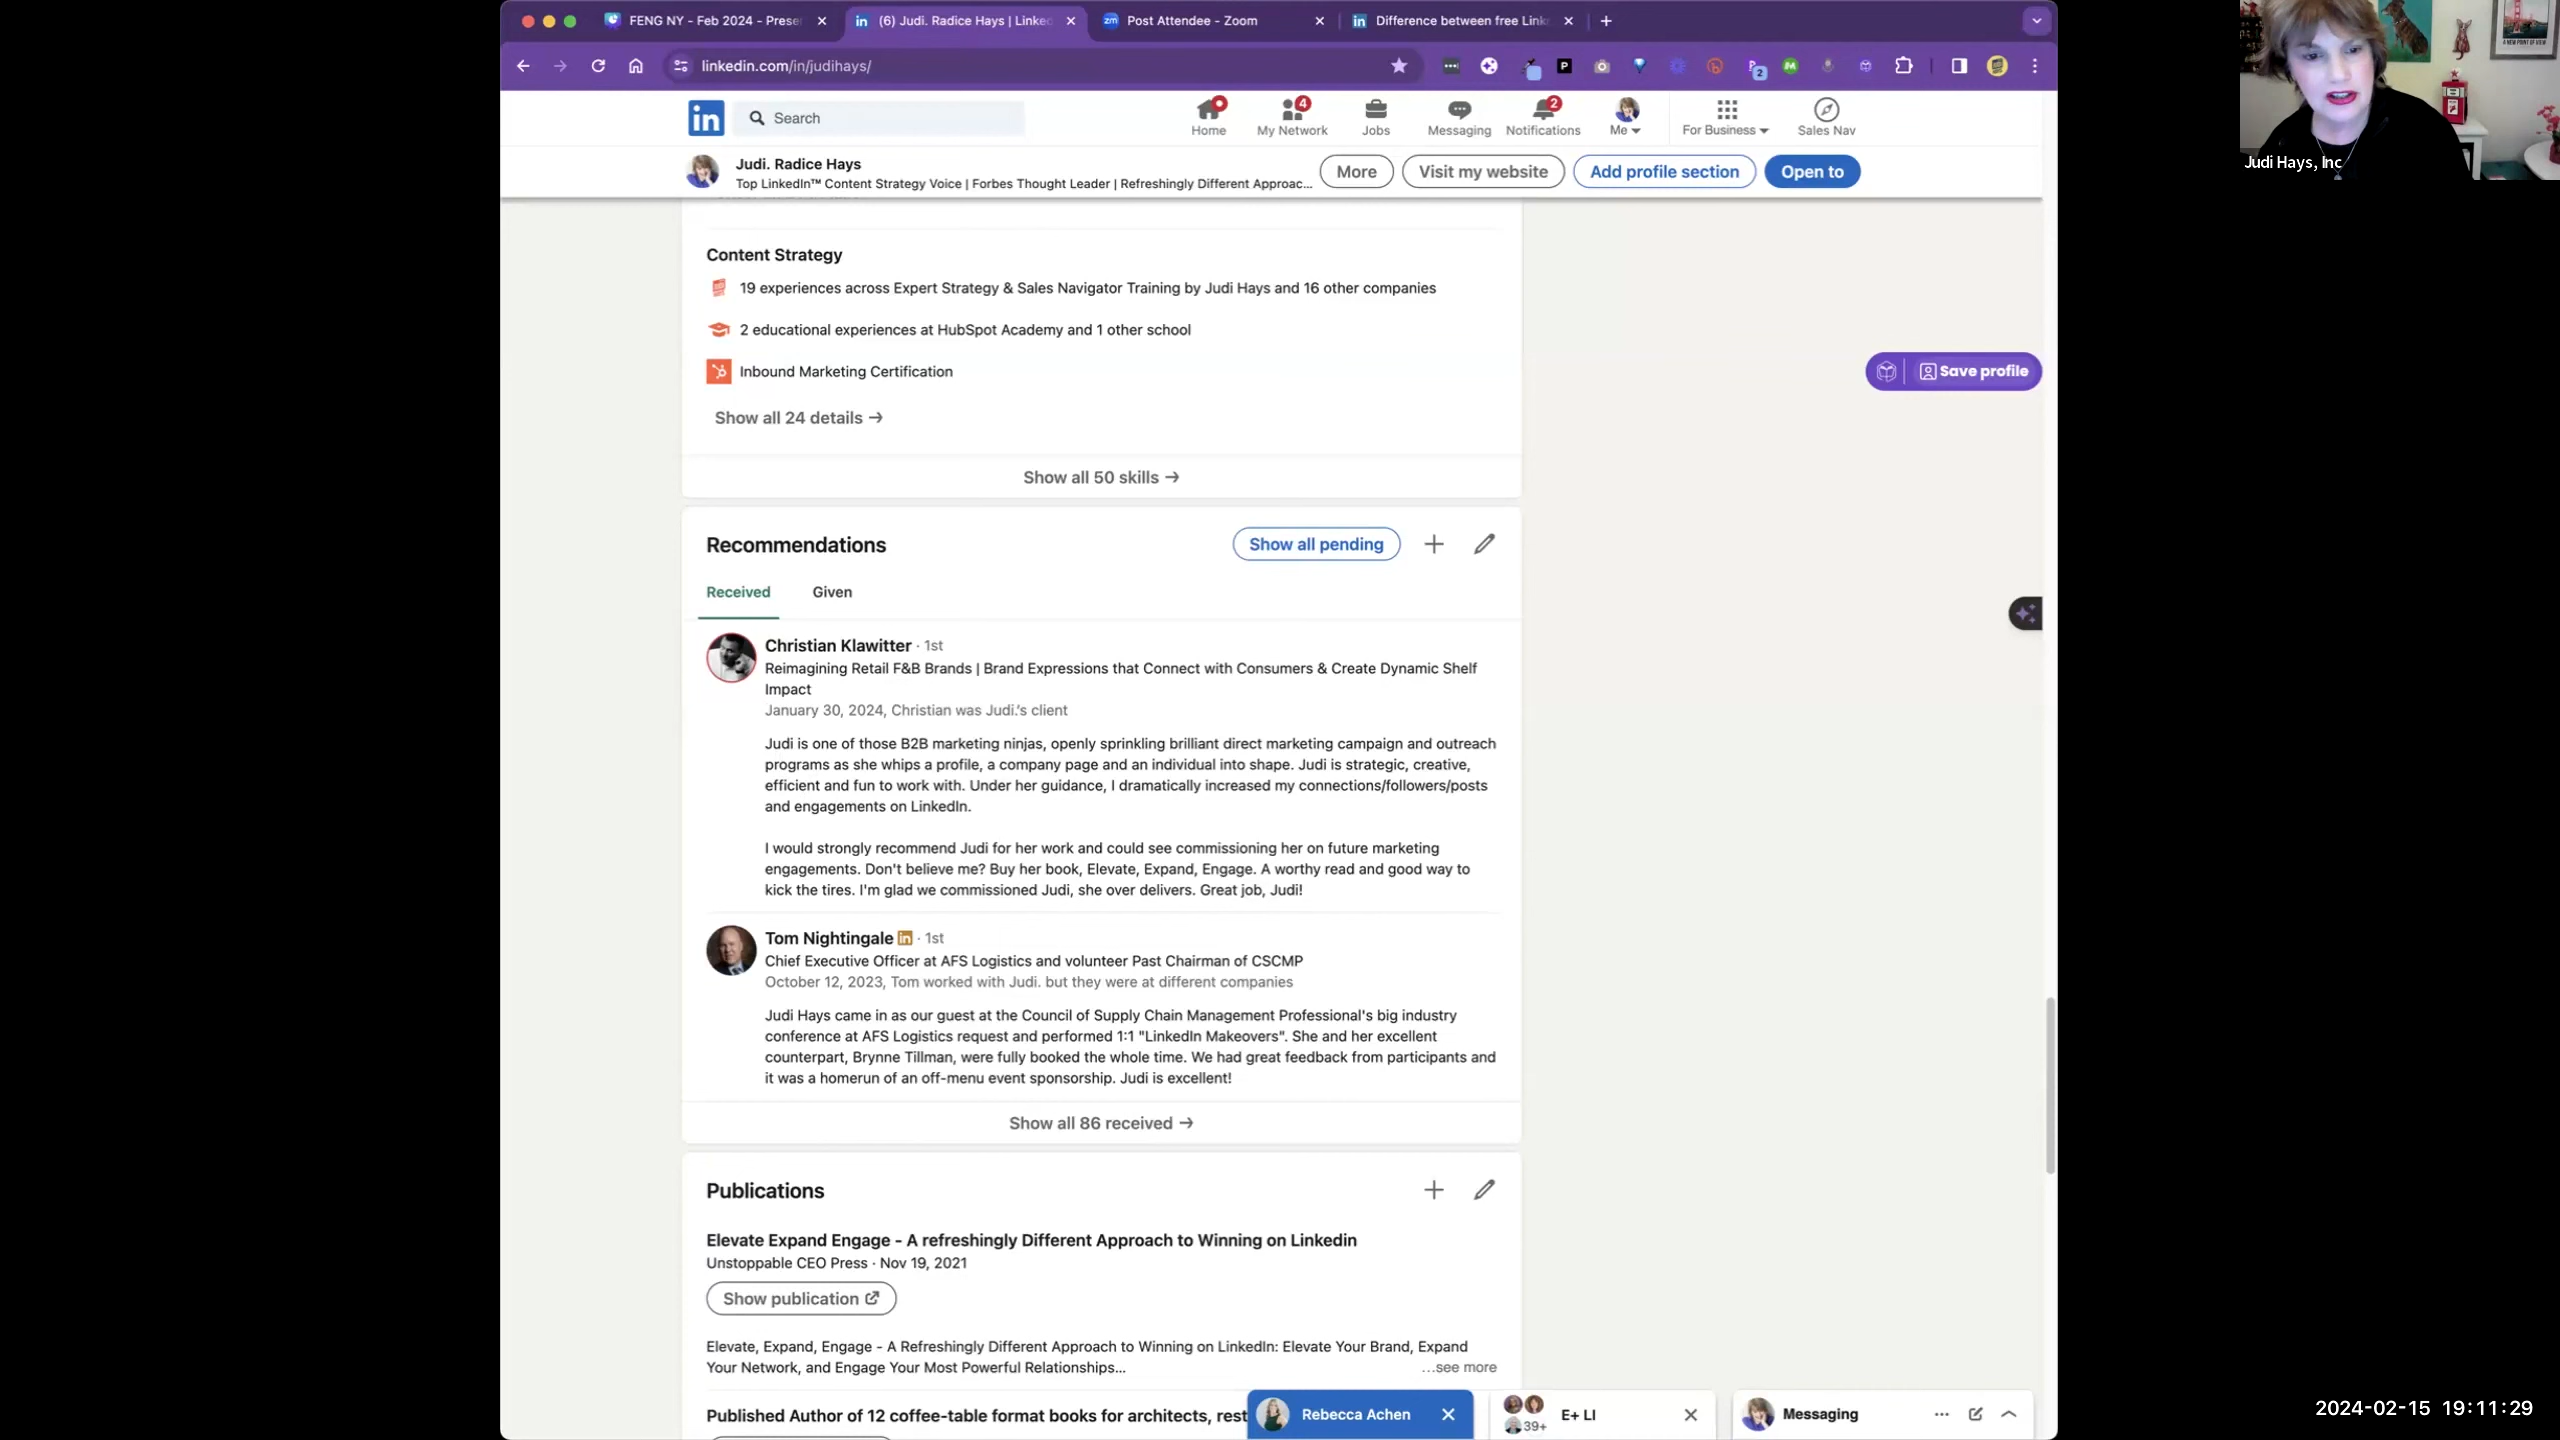 FENG NY - Feb 2024 - Prese
(6) Judi. Radice Hays | Linked
Post Attendee - Zoom
Difference between free Link
linkedin.com/in/judihays/
Search
Home
4
My Network
Jobs
Messaging
2
Notifications
Me
For Business
Sales Nav
Judi. Radice Hays
Top LinkedIn™ Content Strategy Voice | Forbes Thought Leader | Refreshingly Different Approac...
More
Visit my website
Add profile section
Open to
Judi Hays, Inc
Content Strategy
19 experiences across Expert Strategy & Sales Navigator Training by Judi Hays and 16 other companies
2 educational experiences at HubSpot Academy and 1 other school
Inbound Marketing Certification
Show all 24 details →
Save profile
Show all 50 skills →
Recommendations
Show all pending
Received
Given
Christian Klawitter · 1st
Reimagining Retail F&B Brands | Brand Expressions that Connect with Consumers & Create Dynamic Shelf
Impact
January 30, 2024, Christian was Judi.'s client
Judi is one of those B2B marketing ninjas, openly sprinkling brilliant direct marketing campaign and outreach
programs as she whips a profile, a company page and an individual into shape. Judi is strategic, creative,
efficient and fun to work with. Under her guidance, I dramatically increased my connections/followers/posts
and engagements on LinkedIn.
I would strongly recommend Judi for her work and could see commissioning her on future marketing
engagements. Don't believe me? Buy her book, Elevate, Expand, Engage. A worthy read and good way to
kick the tires. I'm glad we commissioned Judi, she over delivers. Great job, Judi!
Tom Nightingale in · 1st
Chief Executive Officer at AFS Logistics and volunteer Past Chairman of CSCMP
October 12, 2023, Tom worked with Judi. but they were at different companies
Judi Hays came in as our guest at the Council of Supply Chain Management Professional's big industry
conference at AFS Logistics request and performed 1:1 "LinkedIn Makeovers". She and her excellent
counterpart, Brynne Tillman, were fully booked the whole time. We had great feedback from participants and
it was a homerun of an off-menu event sponsorship. Judi is excellent!
Show all 86 received →
Publications
Elevate Expand Engage - A refreshingly Different Approach to Winning on Linkedin
Unstoppable CEO Press · Nov 19, 2021
Show publication
Elevate, Expand, Engage - A Refreshingly Different Approach to Winning on LinkedIn: Elevate Your Brand, Expand
Your Network, and Engage Your Most Powerful Relationships...
...see more
Published Author of 12 coffee-table format books for architects, rest
Rebecca Achen
39+
E+ LI
Messaging
2024-02-15 19:11:29